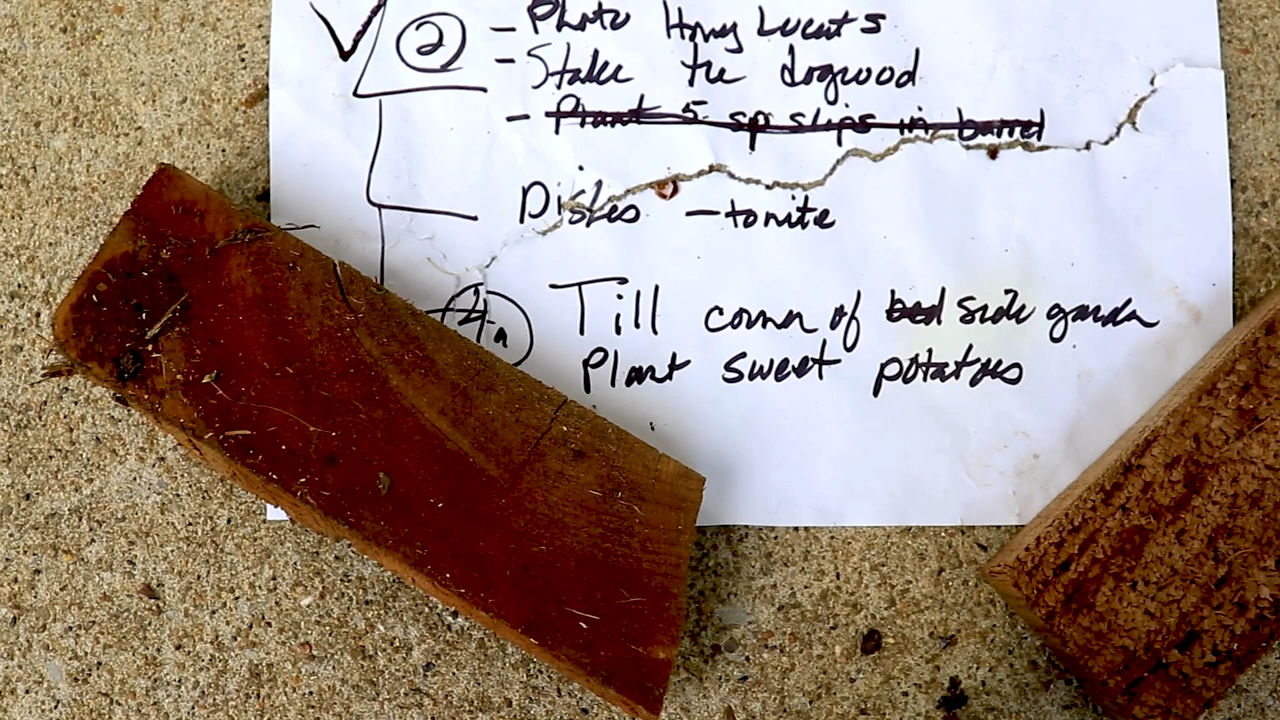 ② - Photo Honey Locusts
- Stake the dogwood
- Plant 5 sp slips in barrel
Dishes - tonite
4a Till corner of bed side garden
Plant sweet potatoes